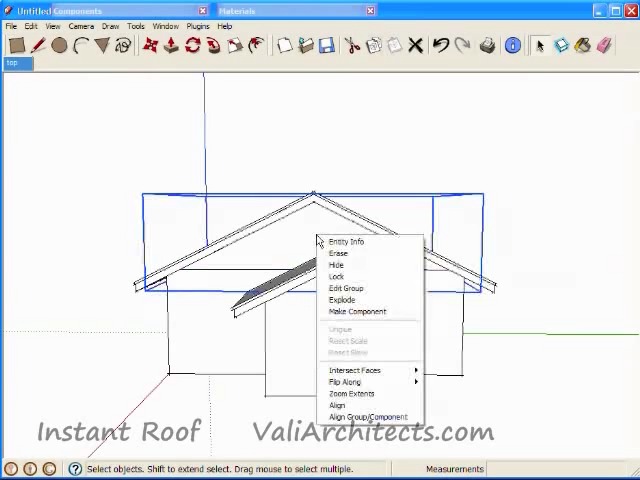 Untitled Components
Materials
File Edit View Camera Draw Tools Window Plugins Help
top
Entity Info
Erase
Hide
Lock
Edit Group
Explode
Make Component
Unglue
Reset Scale
Reset Skew
Intersect Faces
Flip Along
Zoom Extents
Align
Align Group/Component
Instant Roof ValiArchitects.com
Select objects. Shift to extend select. Drag mouse to select multiple. Measurements